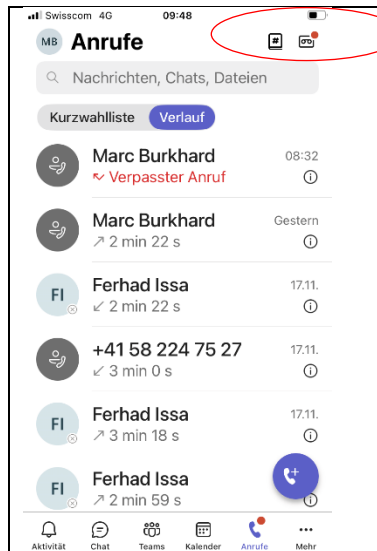 Swisscom 4G 09:48
MB Anrufe #
Nachrichten, Chats, Dateien
Kurzwahlliste Verlauf
Marc Burkhard 08:32
Verpasster Anruf
Marc Burkhard Gestern
2 min 22 s
FI Ferhad Issa 17.11.
2 min 22 s
+41 58 224 75 27 17.11.
3 min 0 s
FI Ferhad Issa 17.11.
3 min 18 s
FI Ferhad Issa
2 min 59 s
Aktivität Chat Teams Kalender Anrufe Mehr